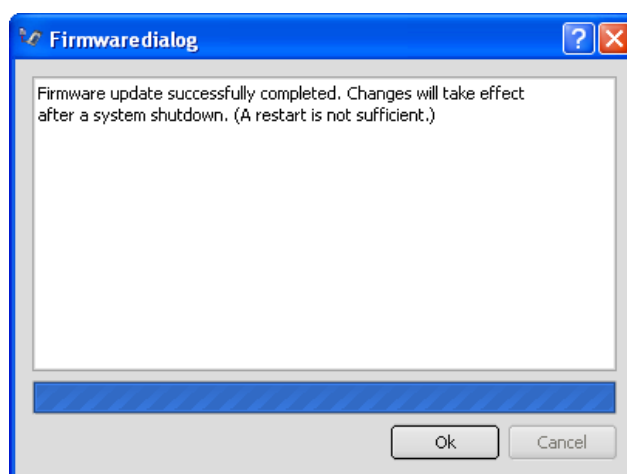 Firmwaredialog
Firmware update successfully completed. Changes will take effect
after a system shutdown. (A restart is not sufficient.)
Ok
Cancel